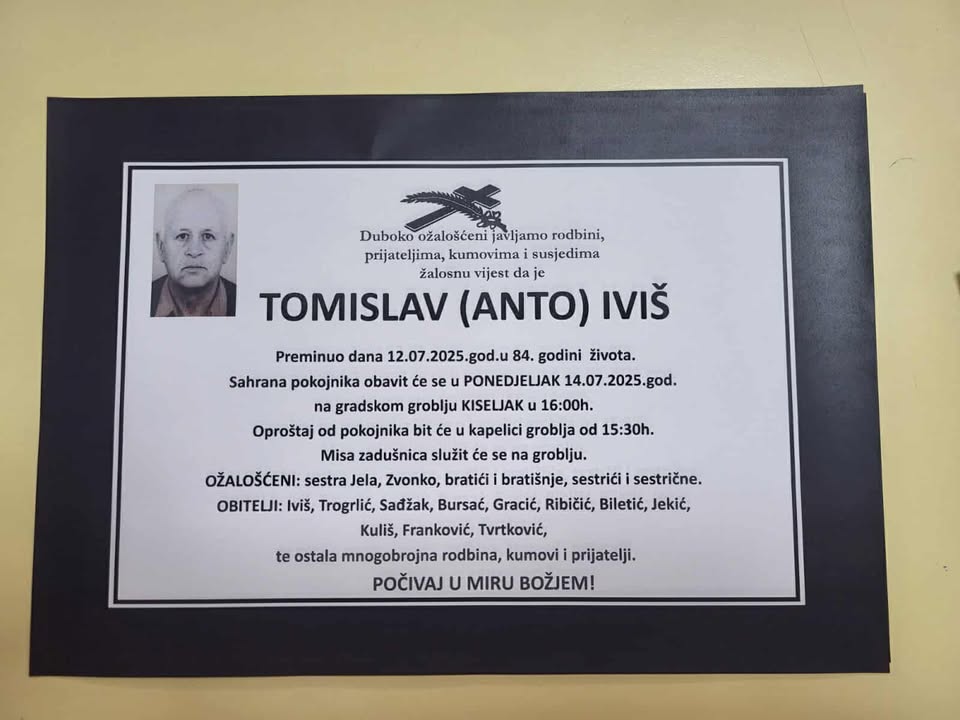 Duboko ožalošćeni javljamo rodbini,
prijateljima, kumovima i susjedima
žalosnu vijest da je
TOMISLAV (ANTO) IVIŠ
Preminuo dana 12.07.2025.god.u 84. godini života.
Sahrana pokojnika obavit će se u PONEDJELJAK 14.07.2025.god.
na gradskom groblju KISELJAK u 16:00h.
Oproštaj od pokojnika bit će u kapelici groblja od 15:30h.
Misa zadušnica služit će se na groblju.
OŽALOŠĆENI: sestra Jela, Zvonko, bratići i bratišnje, sestrići i sestrične.
OBITELJI: Iviš, Trogrlić, Sađžak, Bursać, Gracić, Ribičić, Biletić, Jekić,
Kuliš, Franković, Tvrtković,
te ostala mnogobrojna rodbina, kumovi i prijatelji.
POČIVAJ U MIRU BOŽJEM!